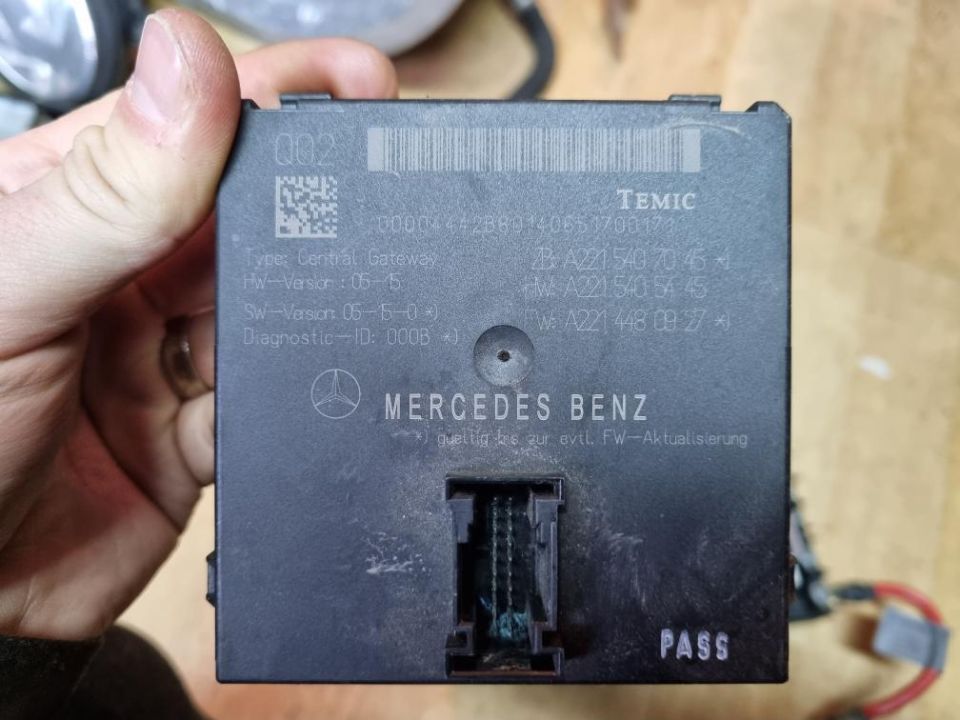 Q02
TEMIC
Type: Central Gateway
HW-Version : 05-15
SW-Version: 05-15-0 *)
Diagnostic-ID: 000B *)
ZB: A221 540 70 45 *)
HW: A221 540 54 45
FW: A221 448 09 27 *)
MERCEDES BENZ
*) gueltig bis zur evtl. FW-Aktualisierung
PASS